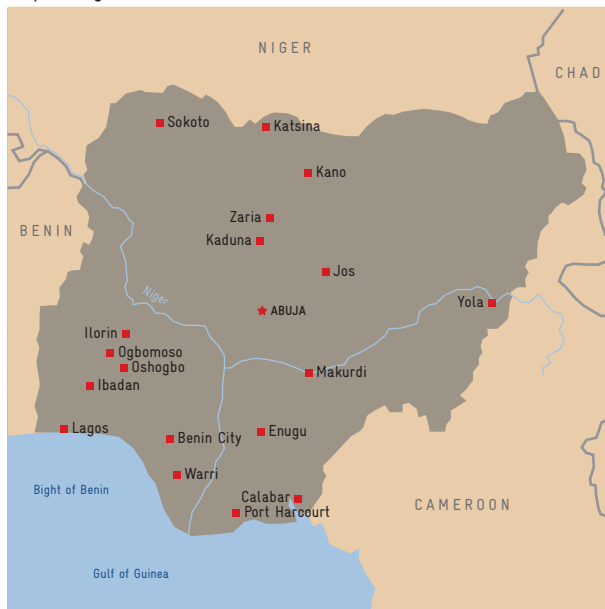 NIGER
CHAD
Sokoto
Katsina
Kano
Zaria
BENIN
Kaduna
Jos
Niger
Yola
ABUJA
Ilorin
Ogbomoso
Oshogbo
Makurdi
Ibadan
Lagos
Enugu
Benin City
Warri
Bight of Benin
Calabar
CAMEROON
Port Harcourt
Gulf of Guinea